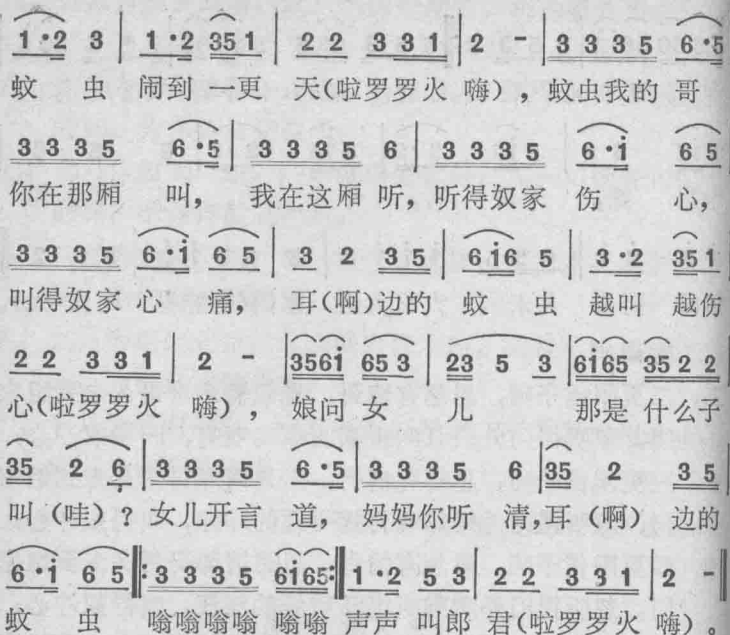 1·2 3 | 1·2 35 1 | 2 2 3 3 1 | 2 - | 3 3 3 5 6·5
蚊 虫 闹到 一更 天(啦罗罗火 嗨),蚊虫我的 哥
3 3 3 5 6·5 | 3 3 3 5 6 | 3 3 3 5 6·i 6 5
你在那厢 叫, 我在这厢 听,听得奴家 伤 心,
3 3 3 5 6·i 6 5 | 3 2 3 5 | 6i6 5 | 3·2 35 1
叫得奴家 心 痛, 耳(啊)边的 蚊 虫 越叫 越伤
2 2 3 3 1 | 2 - | 356i 65 3 | 23 5 3 | 6i65 35 2 2
心(啦罗罗火 嗨), 娘问 女 儿 那是 什么子
35 2 6̣ | 3 3 3 5 6·5 | 3 3 3 5 6 | 35 2 3 5
叫(哇)?女儿开言 道, 妈妈你听 清,耳(啊) 边的
6·i 6 5 ‖: 3 3 3 5 6i65 :‖ 1·2 5 3 | 2 2 3 3 1 | 2 - ‖
蚊 虫 嗡嗡嗡嗡 嗡嗡 声声 叫郎 君(啦罗罗火 嗨)。